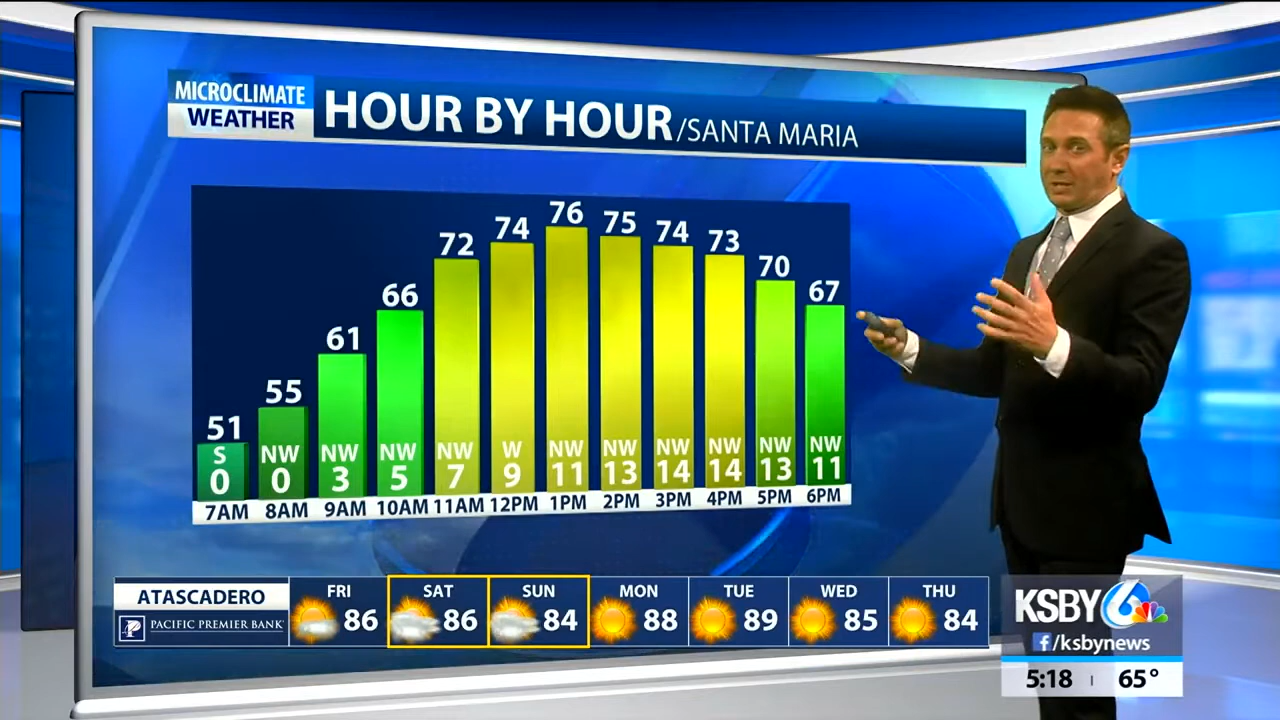 MICROCLIMATE
WEATHER
HOUR BY HOUR /SANTA MARIA
51 55 61 66 72 74 76 75 74 73 70 67
S NW NW NW NW W NW NW NW NW NW NW
0 0 3 5 7 9 11 13 14 14 13 11
7AM 8AM 9AM 10AM 11AM 12PM 1PM 2PM 3PM 4PM 5PM 6PM
ATASCADERO
P PACIFIC PREMIER BANK
FRI SAT SUN MON TUE WED THU
86 86 84 88 89 85 84
KSBY 6
f/ksbynews
5:18 65°